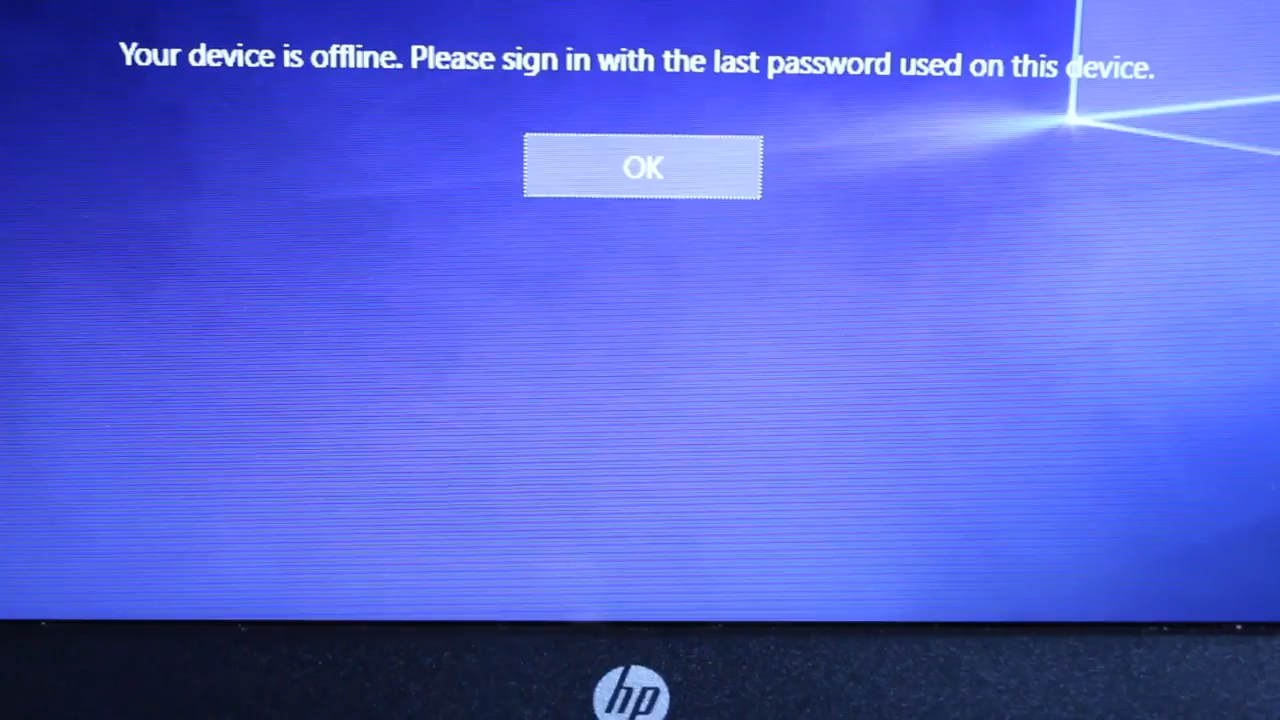 Your device is offline. Please sign in with the last password used on this device.
OK
hp